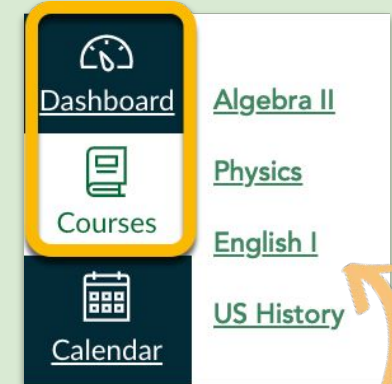 Dashboard
Courses
Calendar
Algebra II
Physics
English I
US History